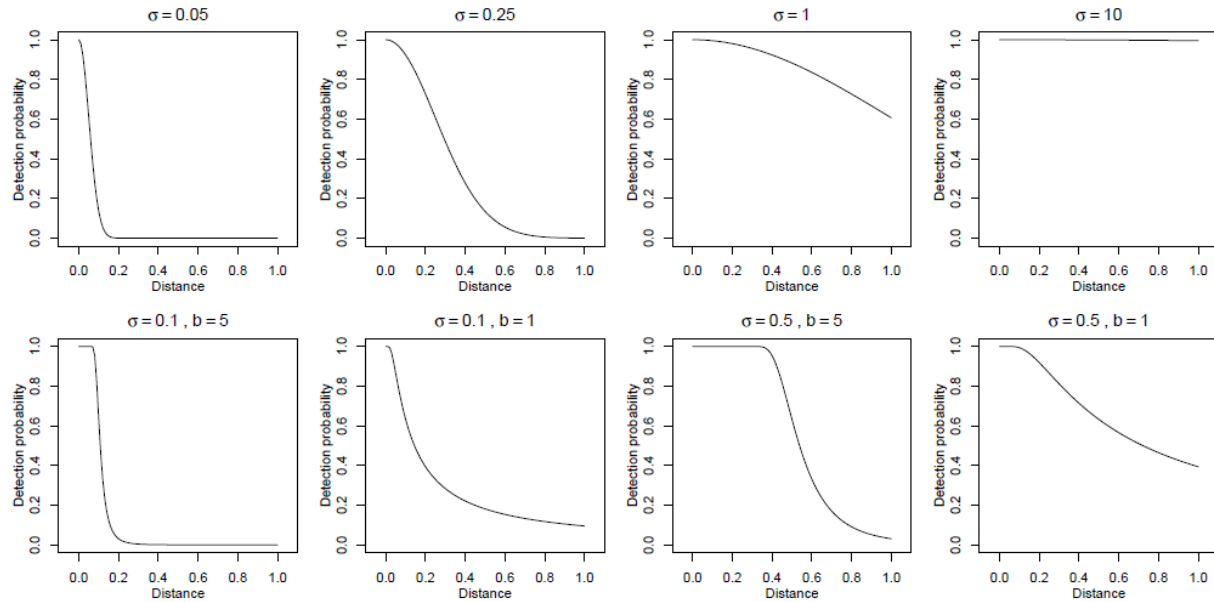 σ = 0.05
σ = 0.25
σ = 1
σ = 10
Detection probability
0.0 0.2 0.4 0.6 0.8 1.0
0.0 0.2 0.4 0.6 0.8 1.0
Distance
Detection probability
0.0 0.2 0.4 0.6 0.8 1.0
0.0 0.2 0.4 0.6 0.8 1.0
Distance
Detection probability
0.0 0.2 0.4 0.6 0.8 1.0
0.0 0.2 0.4 0.6 0.8 1.0
Distance
Detection probability
0.0 0.2 0.4 0.6 0.8 1.0
0.0 0.2 0.4 0.6 0.8 1.0
Distance
σ = 0.1 , b = 5
σ = 0.1 , b = 1
σ = 0.5 , b = 5
σ = 0.5 , b = 1
Detection probability
0.0 0.2 0.4 0.6 0.8 1.0
0.0 0.2 0.4 0.6 0.8 1.0
Distance
Detection probability
0.0 0.2 0.4 0.6 0.8 1.0
0.0 0.2 0.4 0.6 0.8 1.0
Distance
Detection probability
0.0 0.2 0.4 0.6 0.8 1.0
0.0 0.2 0.4 0.6 0.8 1.0
Distance
Detection probability
0.0 0.2 0.4 0.6 0.8 1.0
0.0 0.2 0.4 0.6 0.8 1.0
Distance